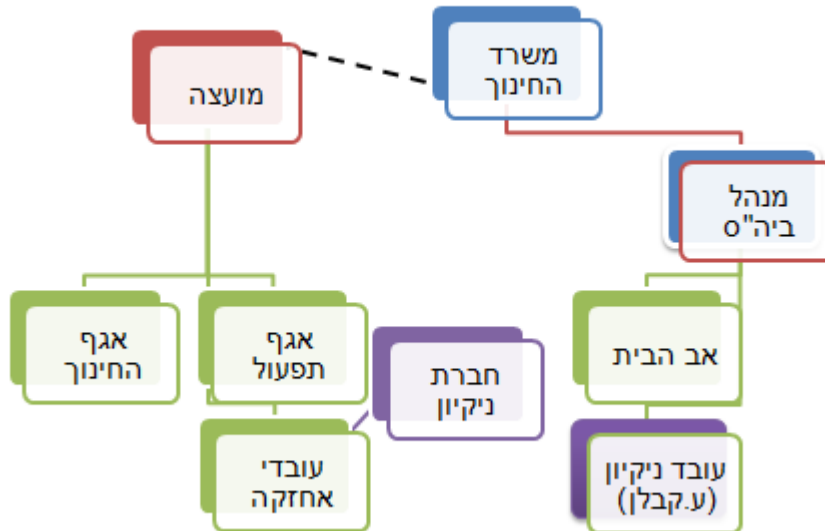 משרד
החינוך
מועצה
מנהל
ביה"ס
אב הבית
אגף
תפעול
אגף
החינוך
חברת
ניקיון
עובד ניקיון
(ע.קבלן)
עובדי
אחזקה